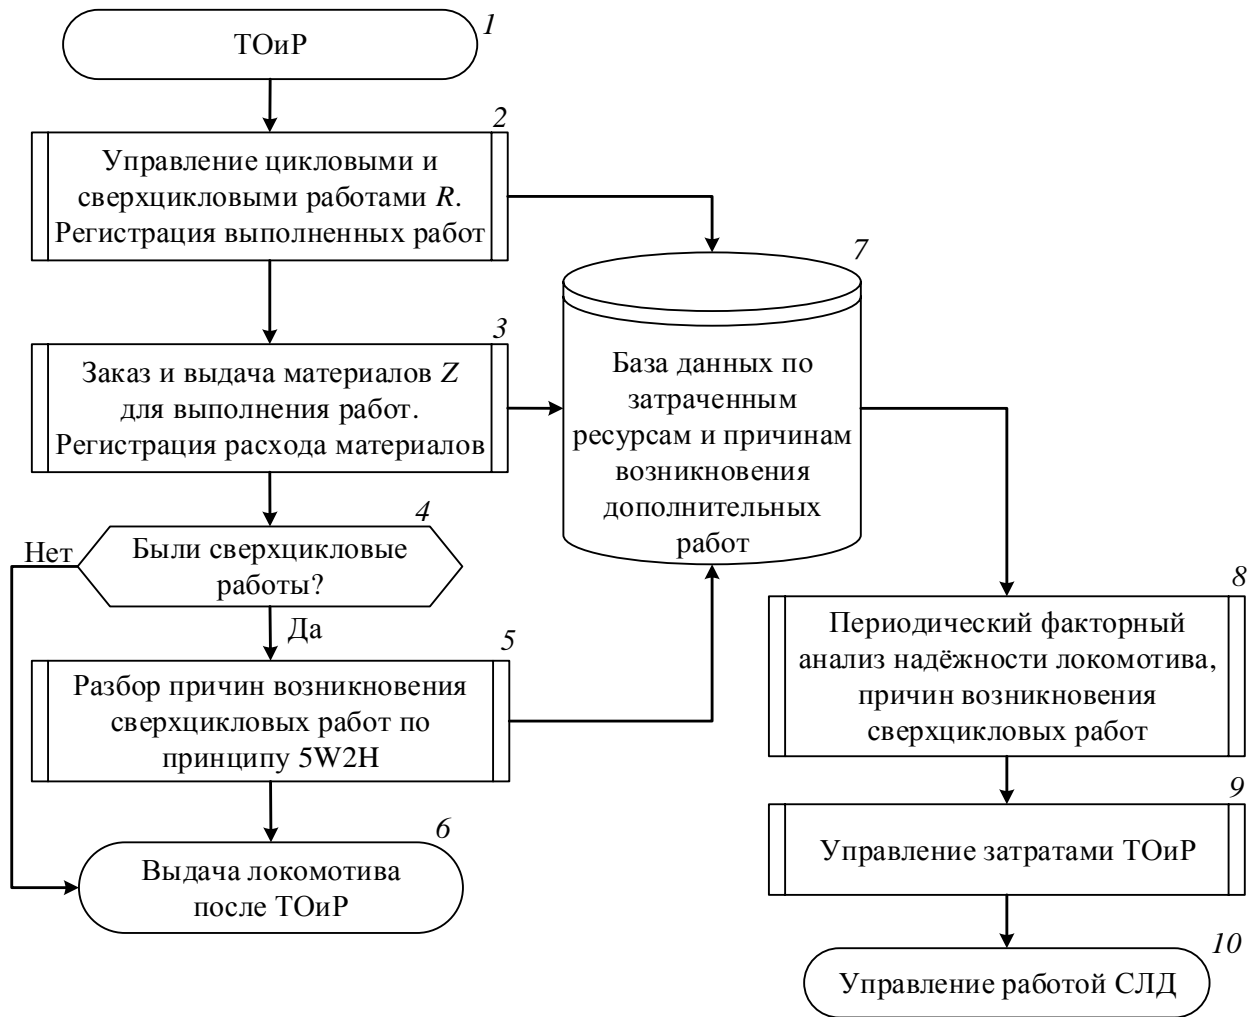 1
ТОиР
2
Управление цикловыми и
сверхцикловыми работами R.
Регистрация выполненных работ
3
Заказ и выдача материалов Z
для выполнения работ.
Регистрация расхода материалов
4
Были сверхцикловые
работы?
Нет
Да
5
Разбор причин возникновения
сверхцикловых работ по
принципу 5W2H
6
Выдача локомотива
после ТОиР
7
База данных по
затраченным
ресурсам и причинам
возникновения
дополнительных
работ
8
Периодический факторный
анализ надёжности локомотива,
причин возникновения
сверхцикловых работ
9
Управление затратами ТОиР
10
Управление работой СЛД